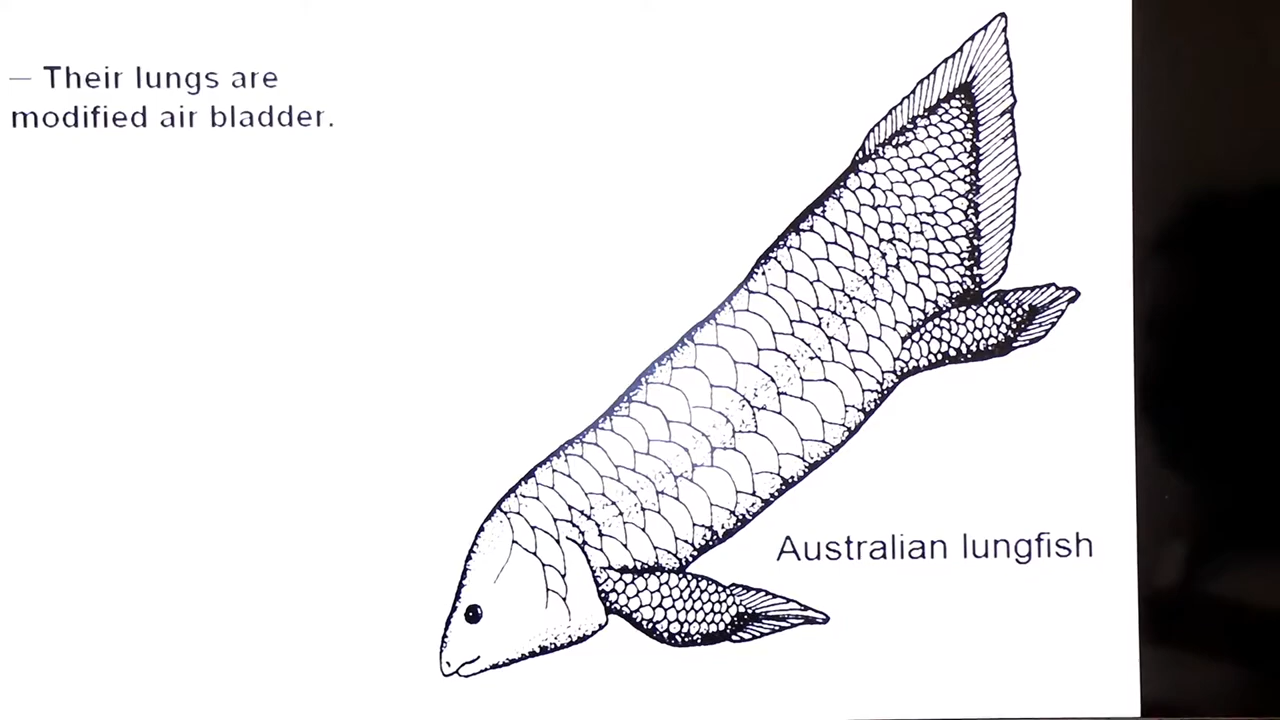 — Their lungs are
modified air bladder.
Australian lungfish